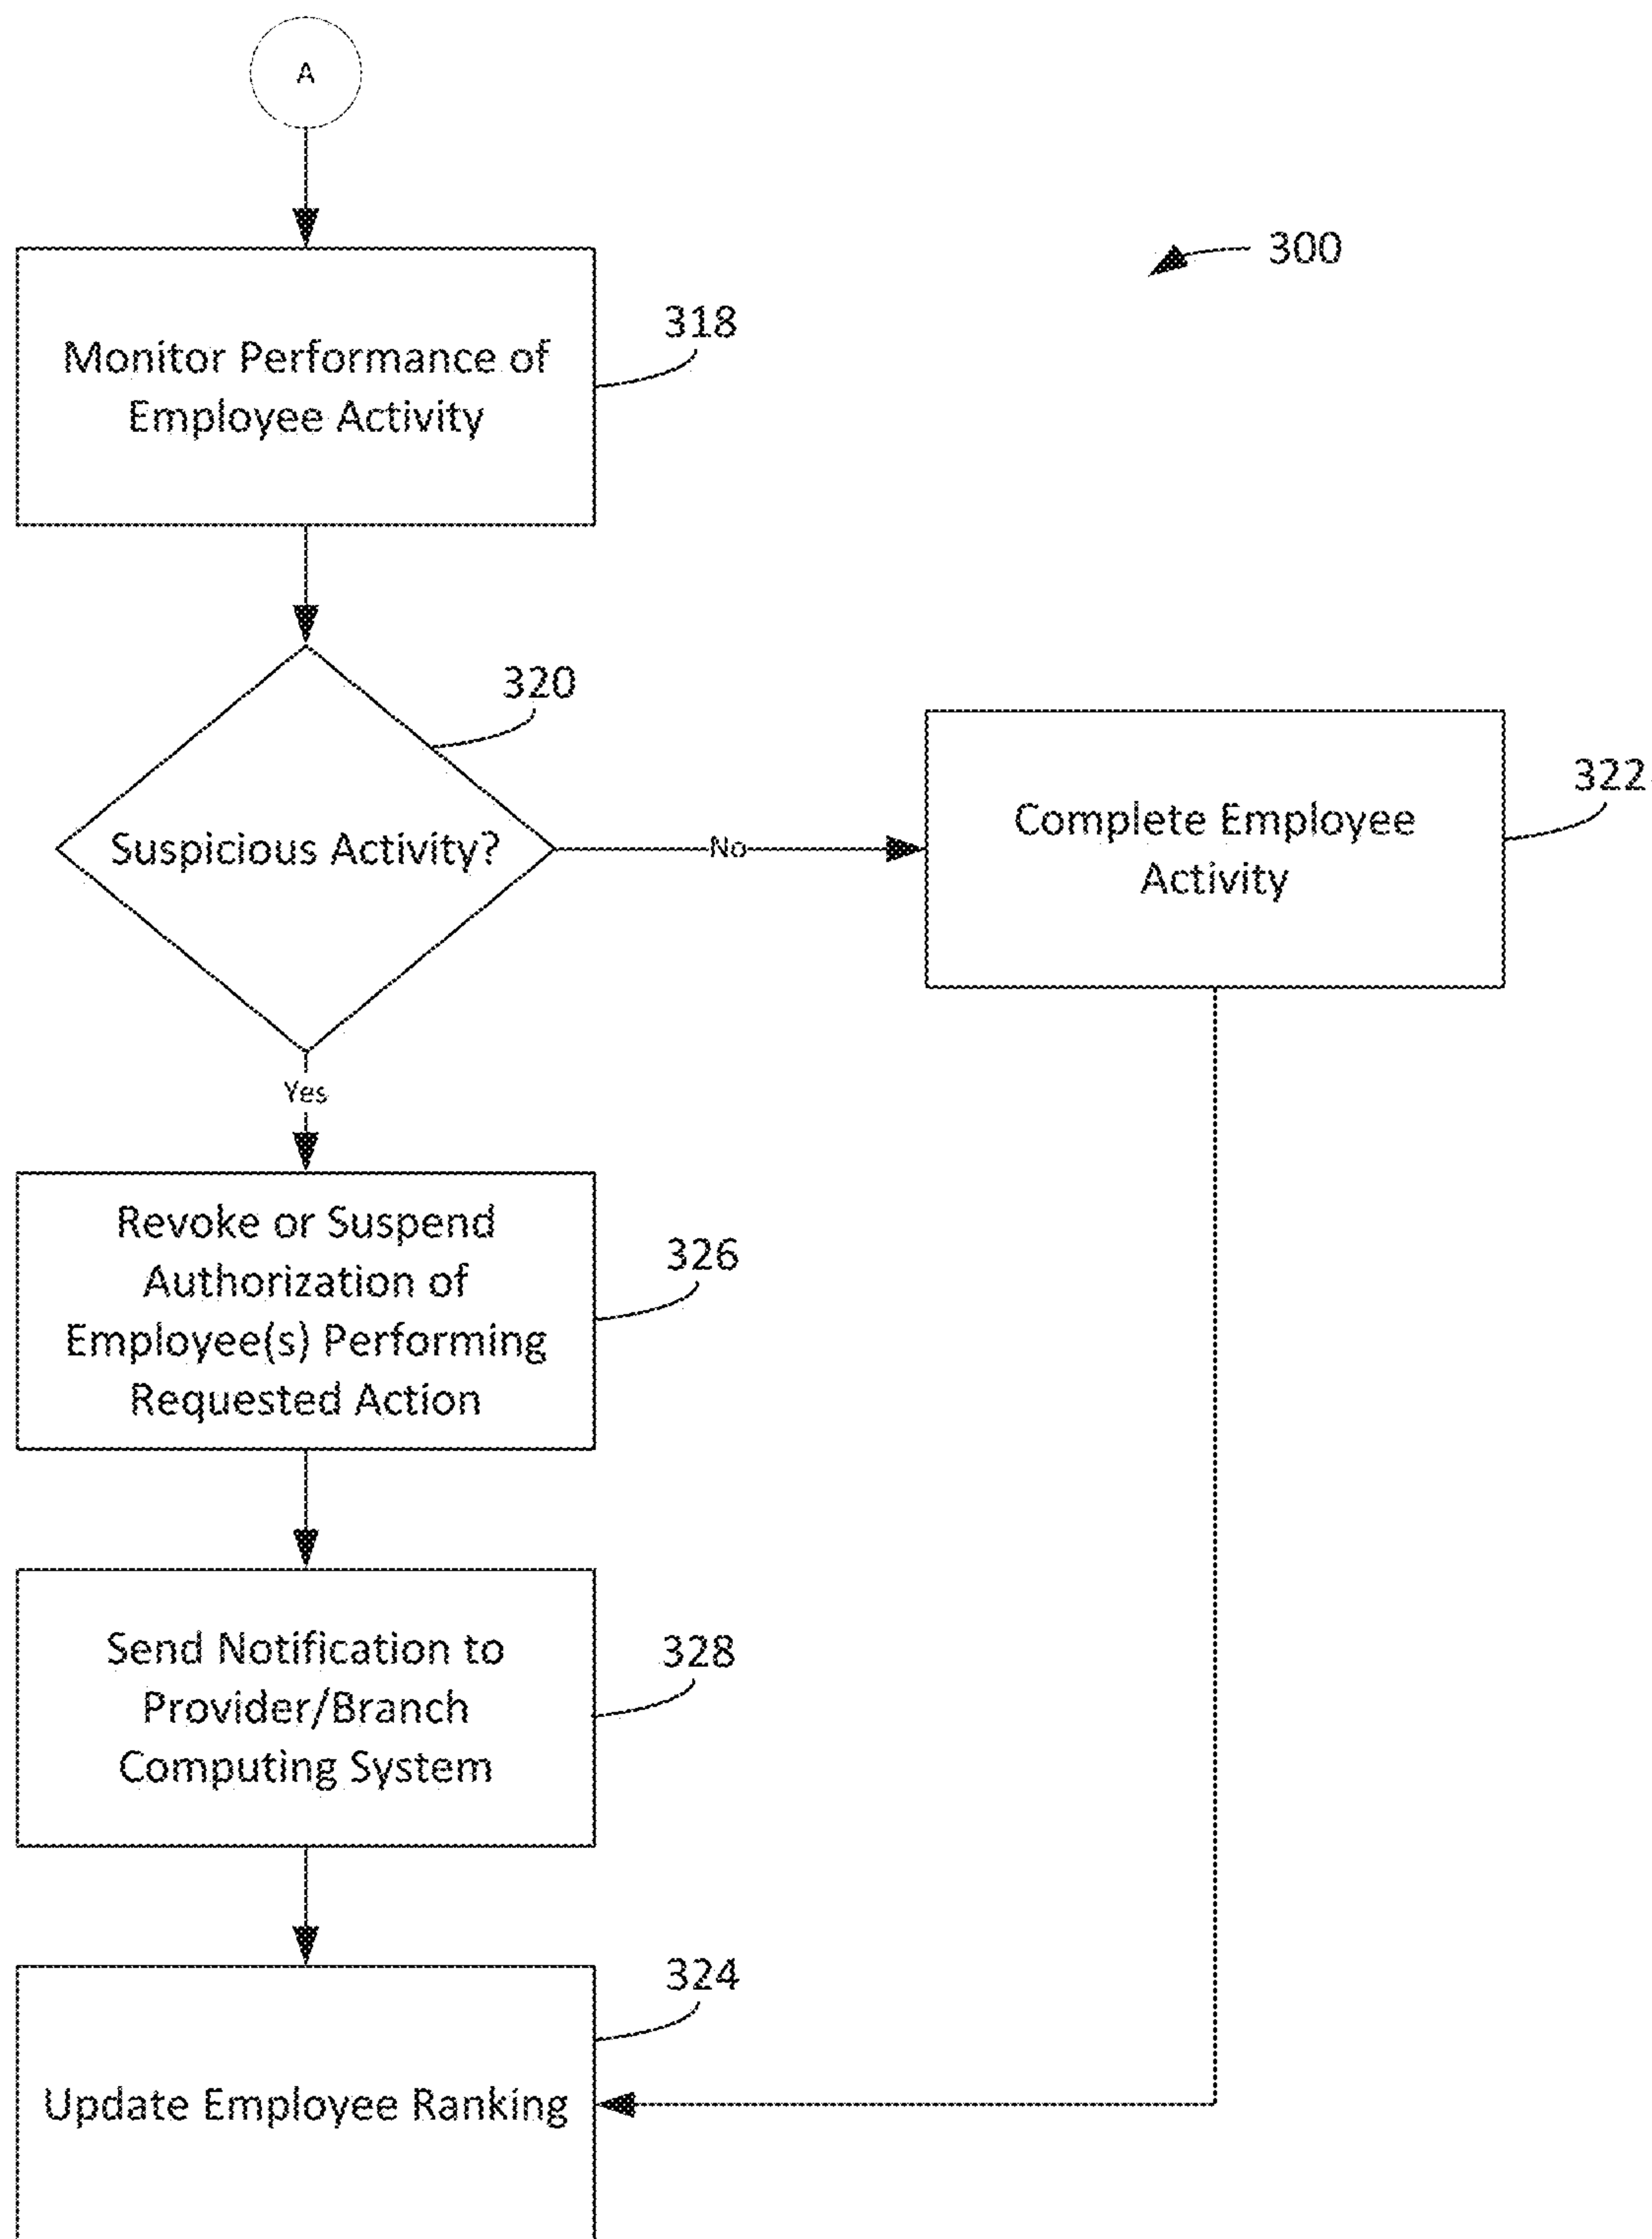 A
300
318
Monitor Performance of
Employee Activity
320
Suspicious Activity?
No
322
Complete Employee
Activity
Yes
326
Revoke or Suspend
Authorization of
Employee(s) Performing
Requested Action
328
Send Notification to
Provider/Branch
Computing System
324
Update Employee Ranking